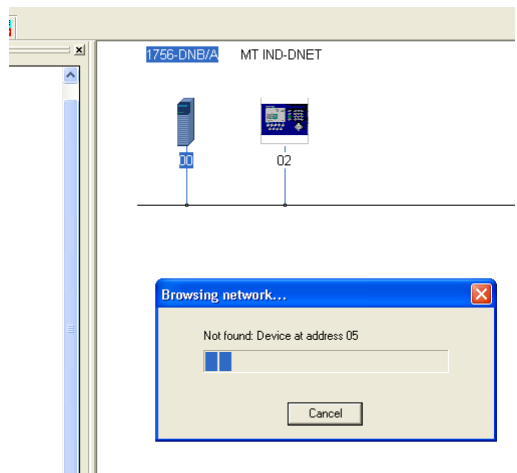 1756-DNB/A MT IND-DNET
00 02
Browsing network...
Not found: Device at address 05
Cancel